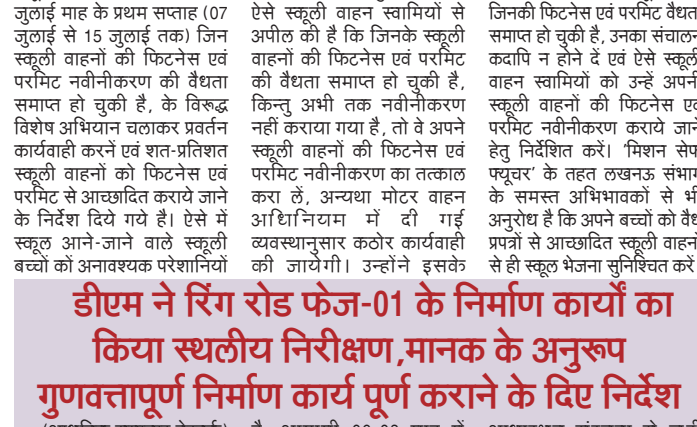 जुलाई माह के प्रथम सप्ताह (07
जुलाई से 15 जुलाई तक) जिन
स्कूली वाहनों की फिटनेस एवं
परमिट नवीनीकरण की वैधता
समाप्त हो चुकी है, के विरूद्ध
विशेष अभियान चलाकर प्रवर्तन
कार्यवाही करनें एवं शत-प्रतिशत
स्कूली वाहनों को फिटनेस एवं
परमिट से आच्छादित कराये जाने
के निर्देश दिये गये है। ऐसे में
स्कूल आने-जाने वाले स्कूली
बच्चों कों अनावश्यक परेशानियों
ऐसे स्कूली वाहन स्वामियों से
अपील की है कि जिनके स्कूली
वाहनों की फिटनेस एवं परमिट
की वैधता समाप्त हो चुकी है,
किन्तु अभी तक नवीनीकरण
नहीं कराया गया है, तो वे अपने
स्कूली वाहनों की फिटनेस एवं
परमिट नवीनीकरण का तत्काल
करा लें, अन्यथा मोटर वाहन
अधिनियम में दी गई
व्यवस्थानुसार कठोर कार्यवाही
की जायेगी। उन्होंने इसके
जिनकी फिटनेस एवं परमिट वैधता
समाप्त हो चुकी है, उनका संचालन
कदापि न होने दें एवं ऐसे स्कूली
वाहन स्वामियों को उन्हें अपनी
स्कूली वाहनों की फिटनेस एवं
परमिट नवीनीकरण कराये जाने
हेतु निर्देशित करें। 'मिशन सेफ
फ्यूचर' के तहत लखनऊ संभाग
के समस्त अभिभावकों से भी
अनुरोध है कि अपने बच्चों को वैध
प्रपत्रों से आच्छादित स्कूली वाहनों
से ही स्कूल भेजना सुनिश्चित करें
डीएम ने रिंग रोड फेज-01 के निर्माण कार्यों का
किया स्थलीय निरीक्षण,मानक के अनुरूप
गुणवत्तापूर्ण निर्माण कार्य पूर्ण कराने के दिए निर्देश